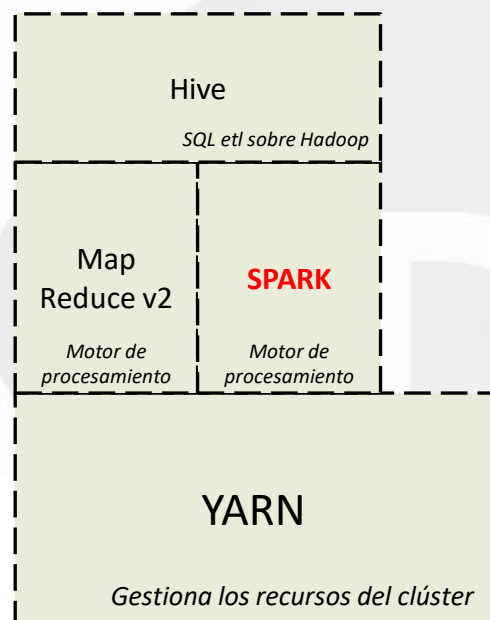 Hive
SQL etl sobre Hadoop
Map
Reduce v2
Motor de
procesamiento
SPARK
Motor de
procesamiento
YARN
Gestiona los recursos del clúster